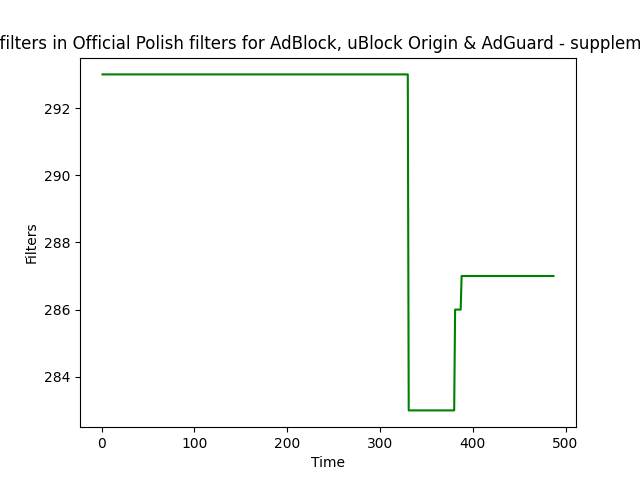 filters in Official Polish filters for AdBlock, uBlock Origin & AdGuard - supplem
292
290
288
286
284
Filters
0 100 200 300 400 500
Time